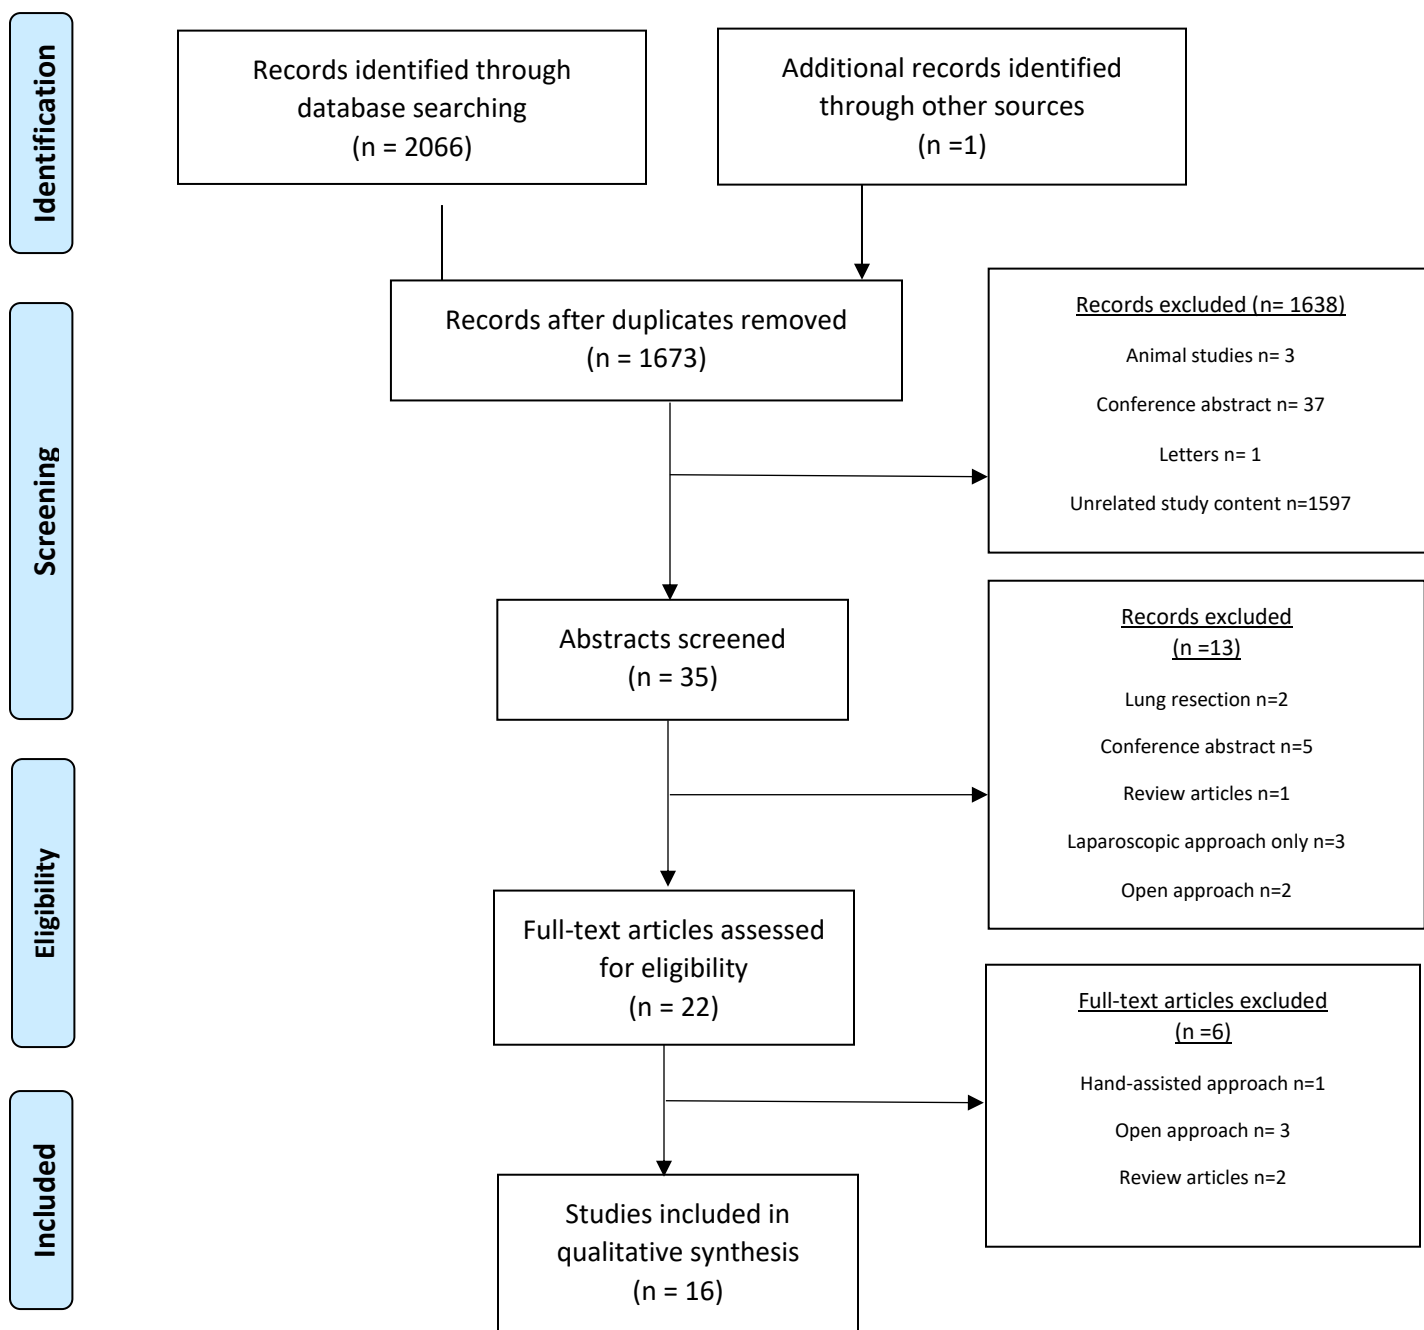 Identification
Records identified through
database searching
(n = 2066)
Additional records identified
through other sources
(n =1)
Screening
Records after duplicates removed
(n = 1673)
Records excluded (n= 1638)
Animal studies n= 3
Conference abstract n= 37
Letters n= 1
Unrelated study content n=1597
Abstracts screened
(n = 35)
Records excluded
(n =13)
Lung resection n=2
Conference abstract n=5
Review articles n=1
Laparoscopic approach only n=3
Open approach n=2
Eligibility
Full-text articles assessed
for eligibility
(n = 22)
Full-text articles excluded
(n =6)
Hand-assisted approach n=1
Open approach n= 3
Review articles n=2
Included
Studies included in
qualitative synthesis
(n = 16)